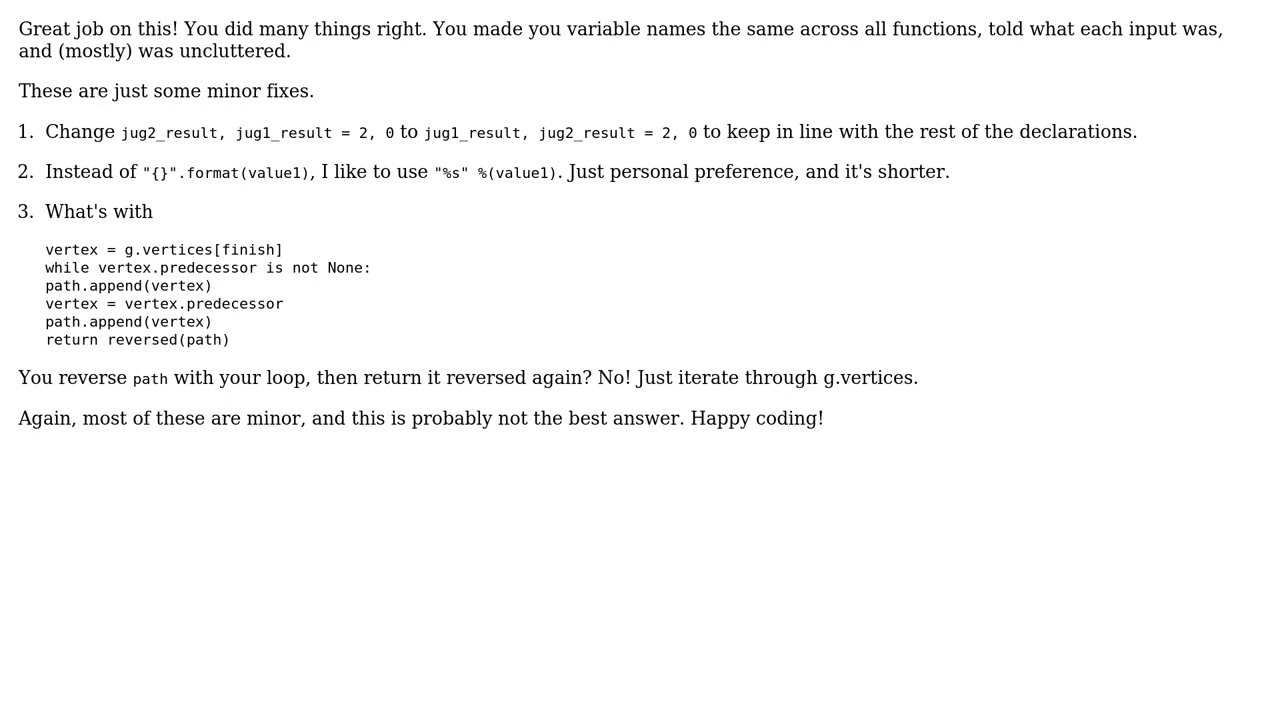 Great job on this! You did many things right. You made you variable names the same across all functions, told what each input was,
and (mostly) was uncluttered.
These are just some minor fixes.
1. Change jug2_result, jug1_result = 2, 0 to jug1_result, jug2_result = 2, 0 to keep in line with the rest of the declarations.
2. Instead of "{}".format(value1), I like to use "%s" %(value1). Just personal preference, and it's shorter.
3. What's with
vertex = g.vertices[finish]
while vertex.predecessor is not None:
path.append(vertex)
vertex = vertex.predecessor
path.append(vertex)
return reversed(path)
You reverse path with your loop, then return it reversed again? No! Just iterate through g.vertices.
Again, most of these are minor, and this is probably not the best answer. Happy coding!